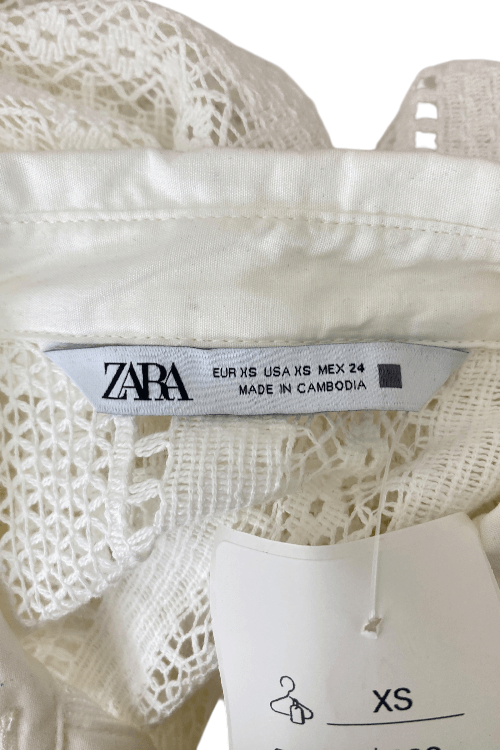 ZARA
EUR XS USA XS MEX 24
MADE IN CAMBODIA
XS